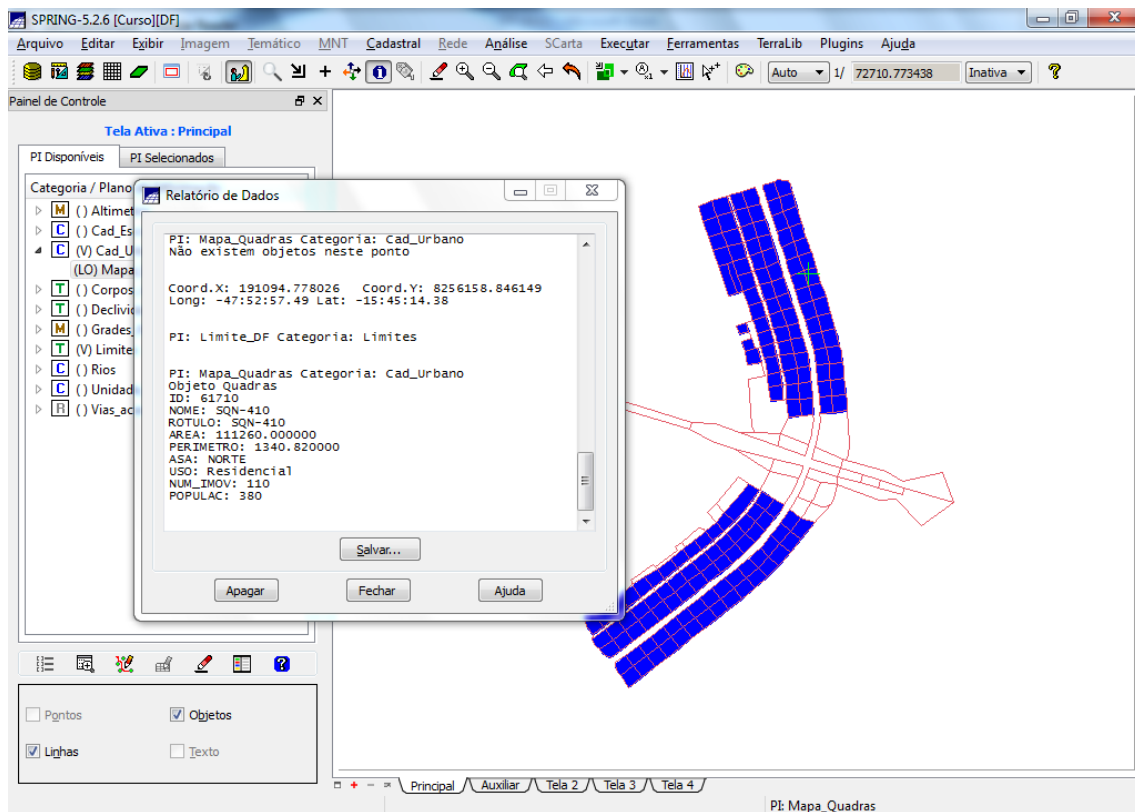 SPRING-5.2.6 [Curso][DF]
Arquivo Editar Exibir Imagem Temático MNT Cadastral Rede Análise SCarta Executar Ferramentas TerraLib Plugins Ajuda
Auto 1/ 72710.773438 Inativa
Painel de Controle
Tela Ativa : Principal
PI Disponíveis PI Selecionados
Categoria / Plano
M () Altimet
C () Cad_Es
C (V) Cad_U
(LO) Mapa
T () Corpos
T () Declivic
M () Grades_
T (V) Limite
C () Rios
C () Unidad
R () Vias_ac
Relatório de Dados
PI: Mapa_Quadras Categoria: Cad_Urbano
Não existem objetos neste ponto
Coord.X: 191094.778026 Coord.Y: 8256158.846149
Long: -47:52:57.49 Lat: -15:45:14.38
PI: Limite_DF Categoria: Limites
PI: Mapa_Quadras Categoria: Cad_Urbano
Objeto Quadras
ID: 61710
NOME: SQN-410
ROTULO: SQN-410
AREA: 111260.000000
PERIMETRO: 1340.820000
ASA: NORTE
USO: Residencial
NUM_IMOV: 110
POPULAC: 380
Salvar...
Apagar Fechar Ajuda
Pontos Objetos
Linhas Texto
Principal Auxiliar Tela 2 Tela 3 Tela 4
PI: Mapa_Quadras